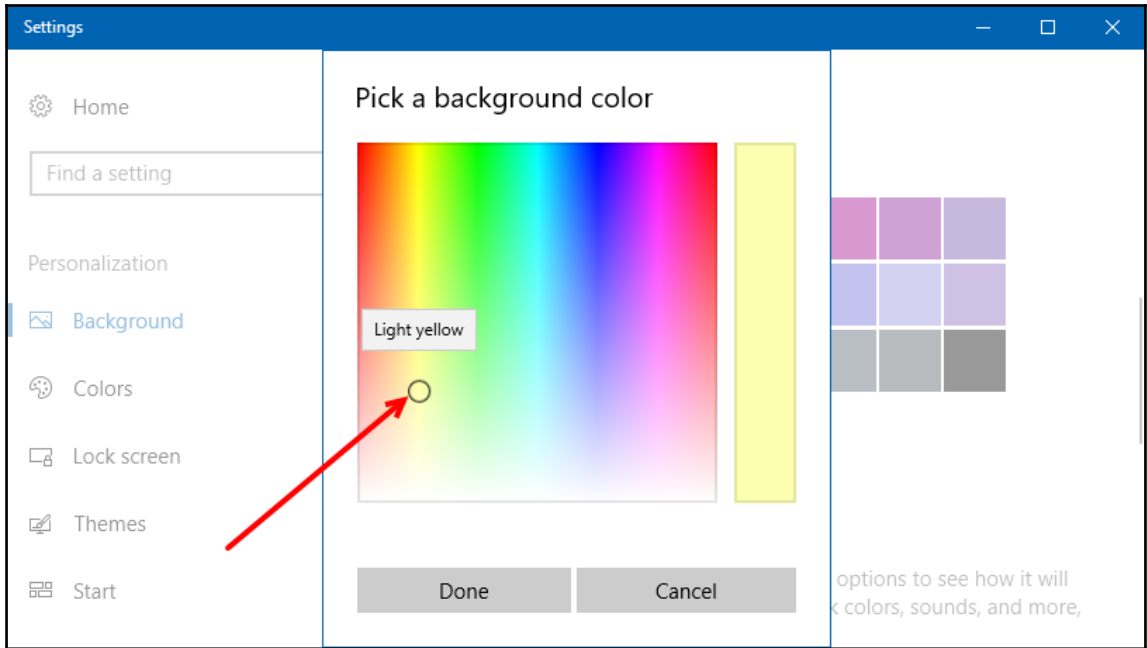 Settings
Home
Find a setting
Personalization
Background
Colors
Lock screen
Themes
Start
Pick a background color
Light yellow
Done
Cancel
options to see how it will
colors, sounds, and more,